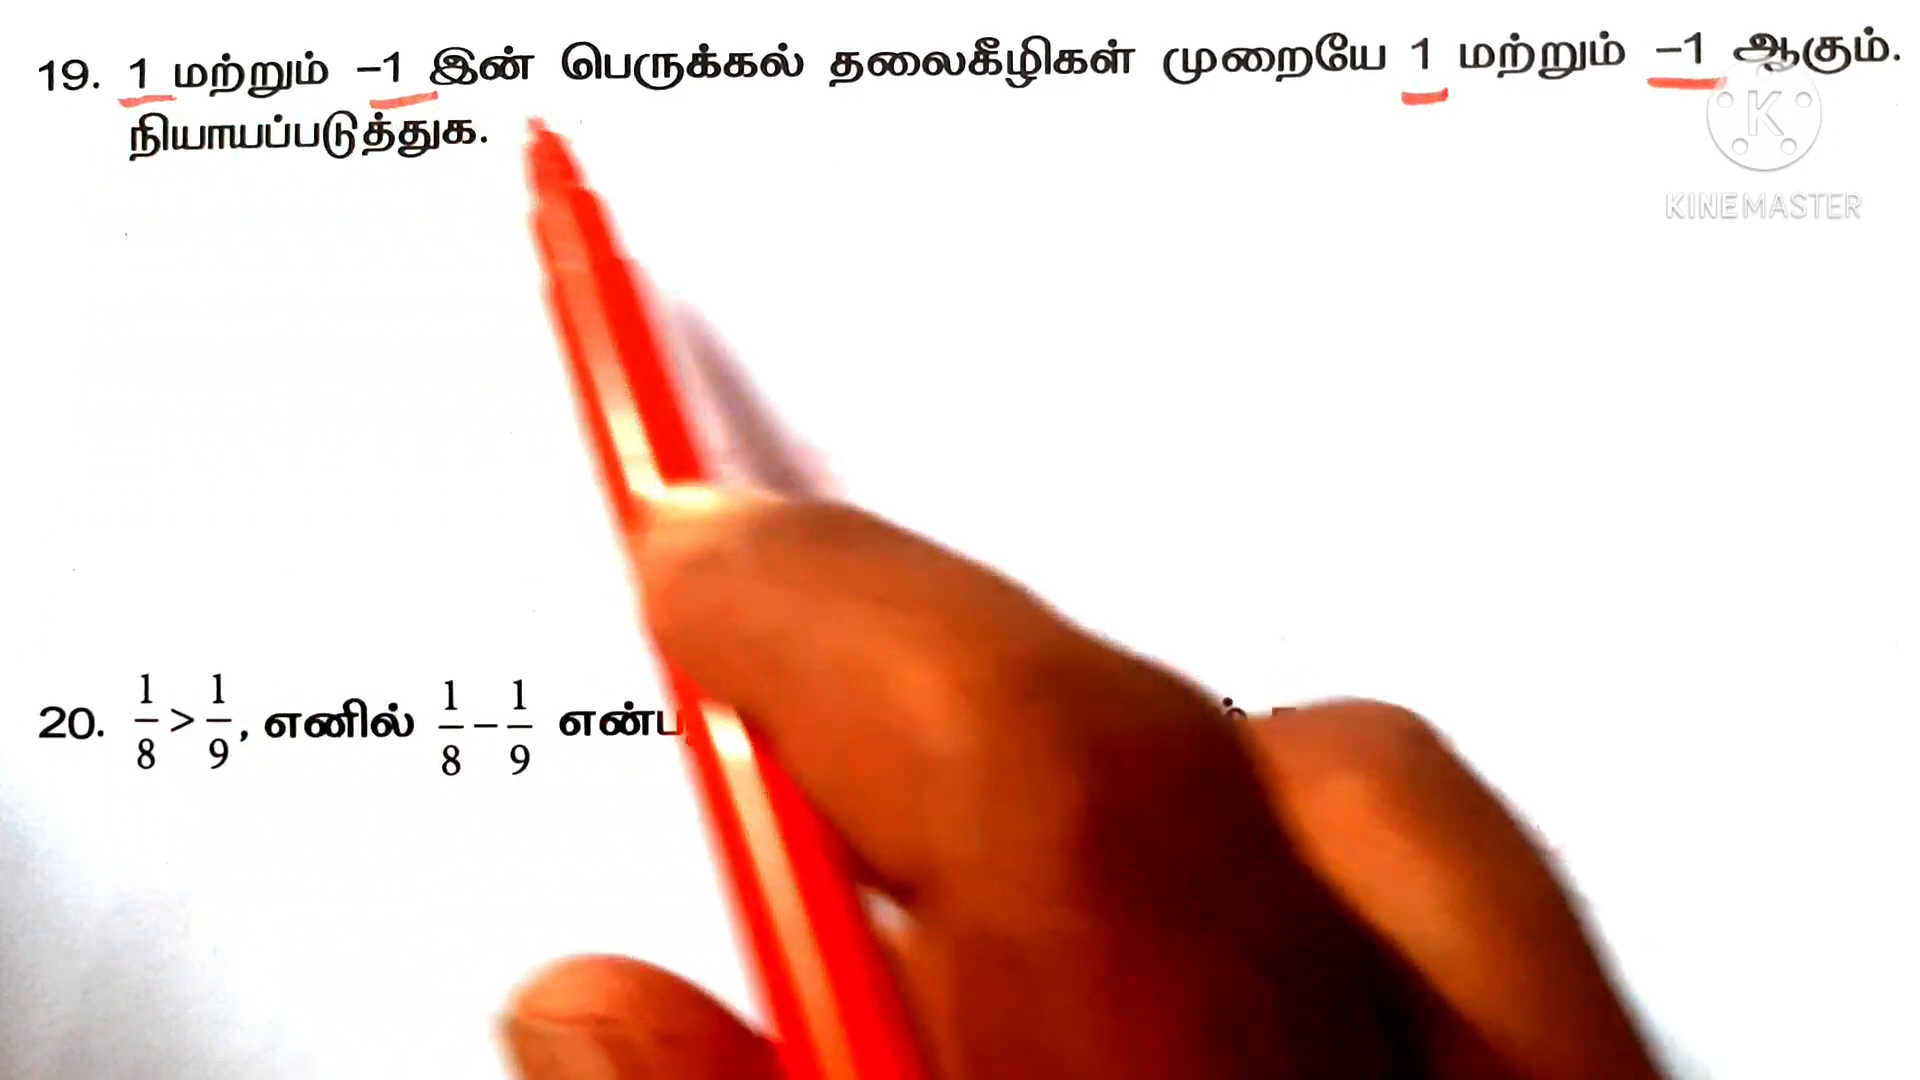 19. 1 மற்றும் –1 இன் பெருக்கல் தலைகீழிகள் முறையே 1 மற்றும் –1 ஆகும்.
நியாயப்படுத்துக.
KINEMASTER
20. 1/8 > 1/9, எனில் 1/8 – 1/9